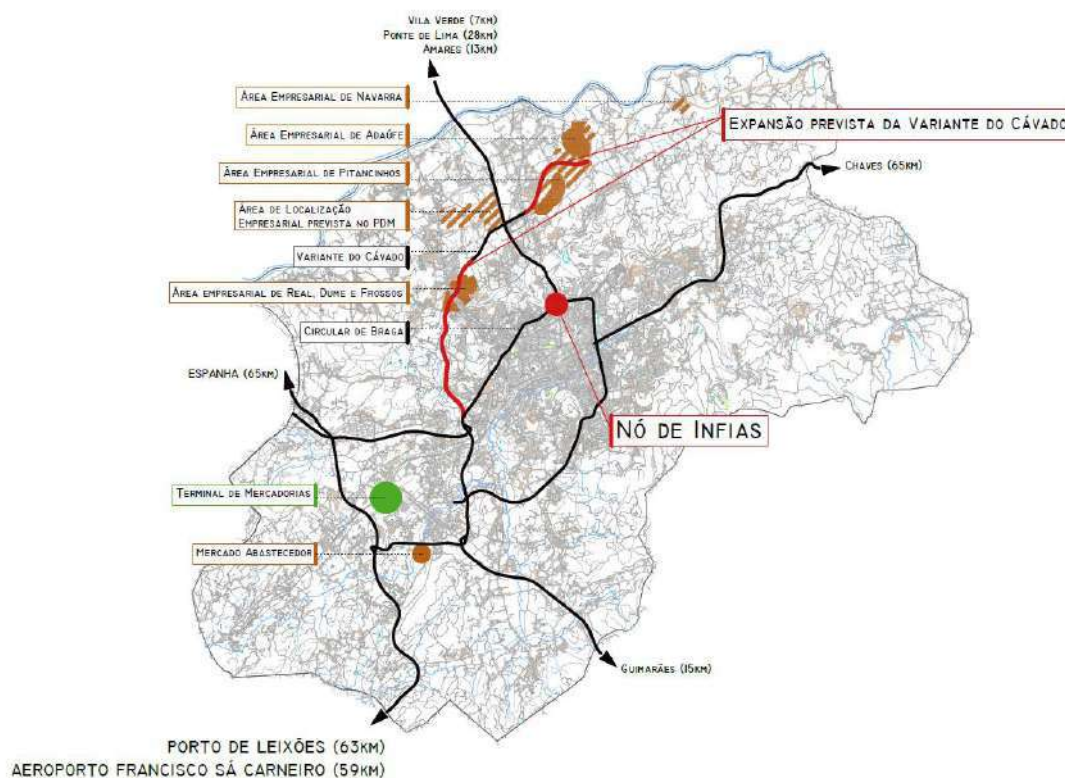 Vila Verde (7km)
Ponte de Lima (28km)
Amares (13km)
Área Empresarial de Navarra
Área Empresarial de Adaúfe
Expansão prevista da Variante do Cávado
Área Empresarial de Pitancinhos
Chaves (65km)
Área de Localização
Empresarial prevista no PDM
Variante do Cávado
Área empresarial de Real, Dume e Frossos
Circular de Braga
ESPANHA (65km)
Nó de Infias
Terminal de Mercadorias
Mercado Abastecedor
Guimarães (15km)
PORTO DE LEIXÕES (63KM)
AEROPORTO FRANCISCO SÁ CARNEIRO (59KM)